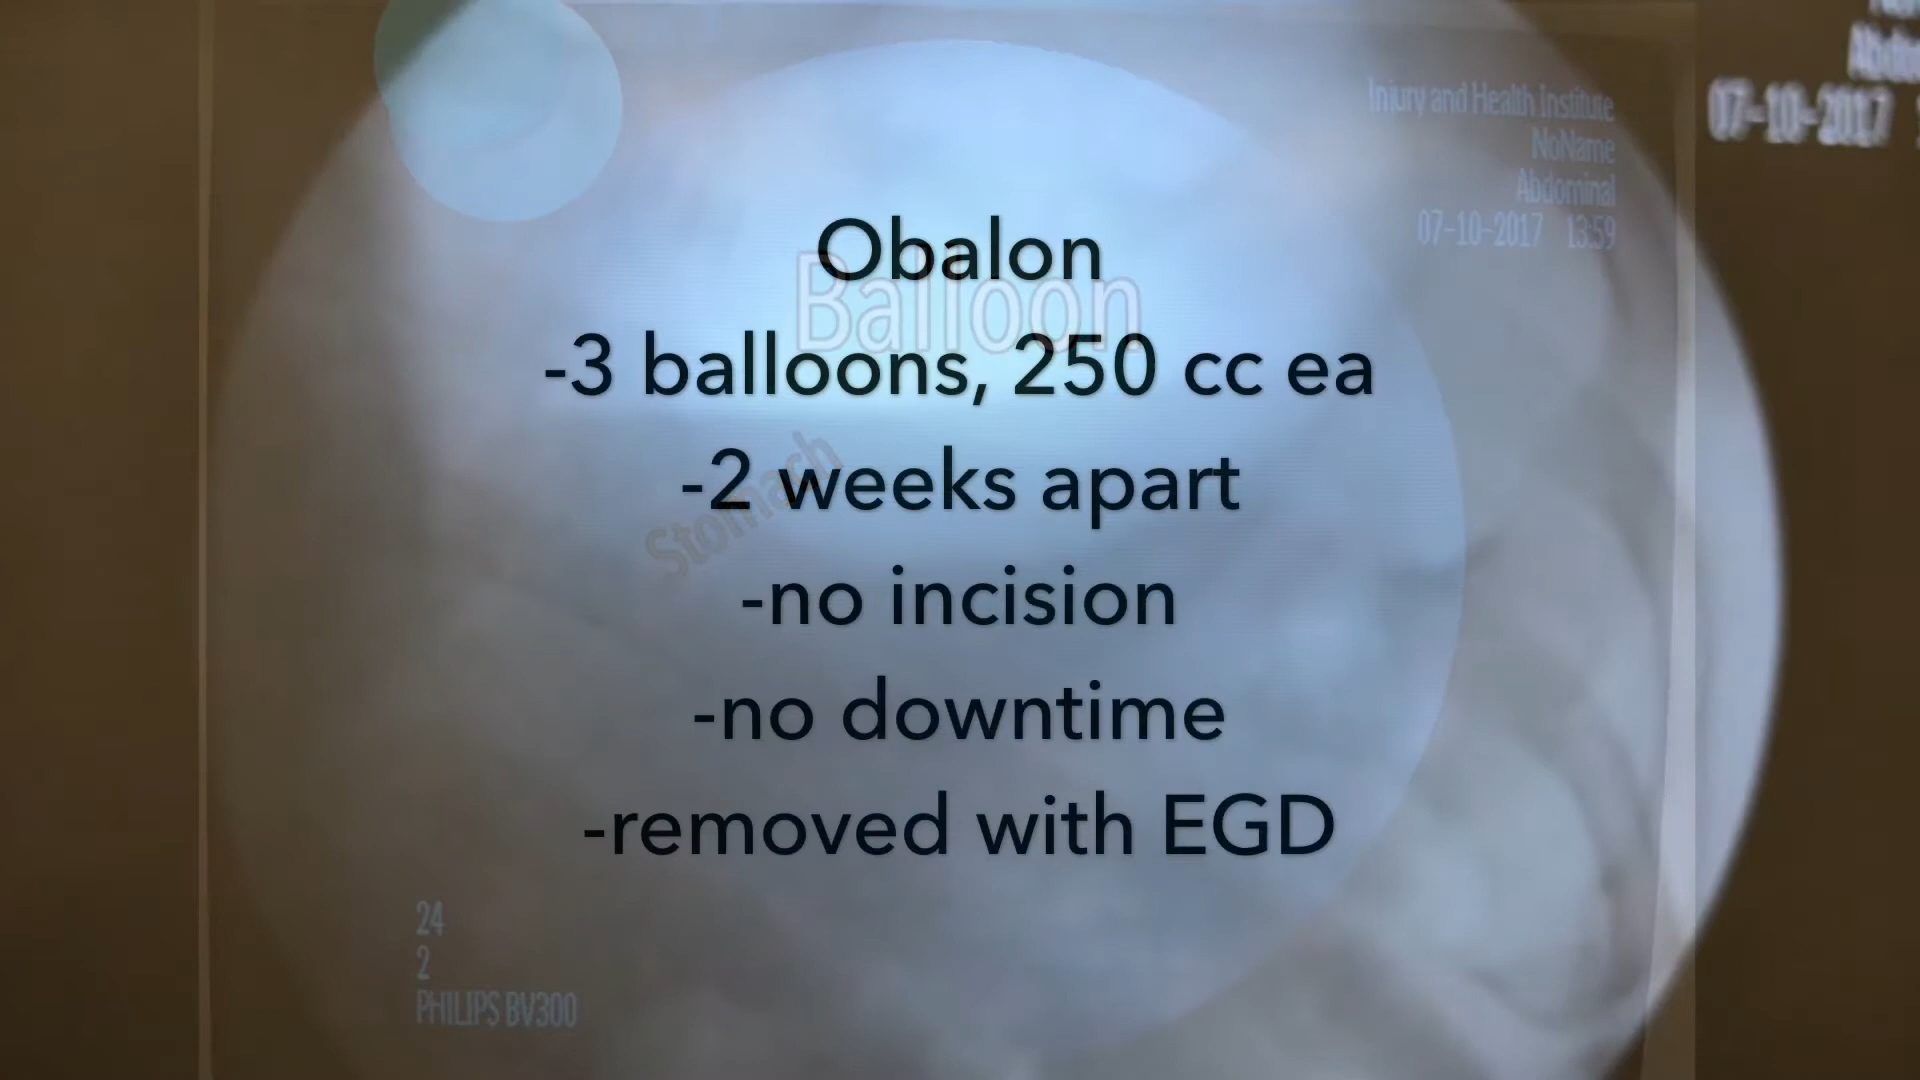 Injury and Health Institute
NoName
Abdominal
07-10-2017 13:59
07-10-2017
Obalon
Balloon
-3 balloons, 250 cc ea
-2 weeks apart
Stomach
-no incision
-no downtime
-removed with EGD
24
2
PHILIPS BV300